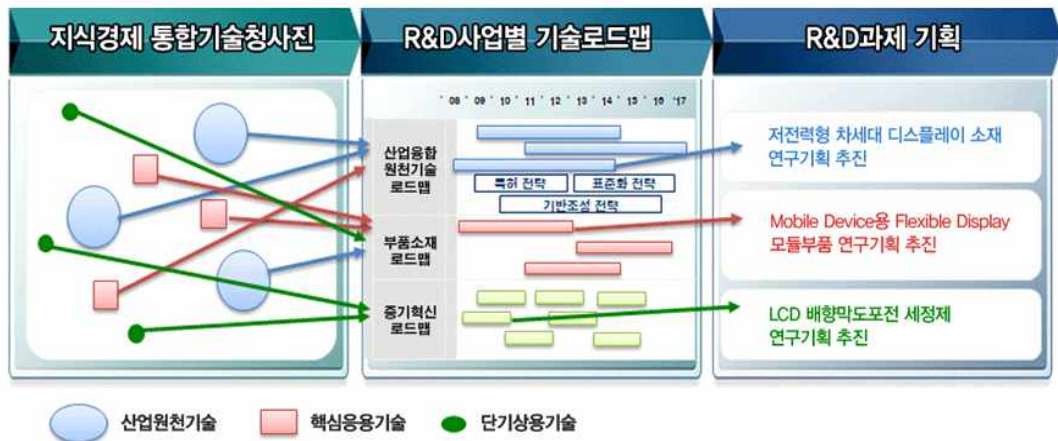 지식경제 통합기술청사진
R&D사업별 기술로드맵
R&D과제 기획
'08 '09 '10 '11 '12 '13 '14 '15 '16 '17
산업융합
원천기술
로드맵
특허 전략
표준화 전략
기반조성 전략
부품소재
로드맵
중기혁신
로드맵
저전력형 차세대 디스플레이 소재
연구기획 추진
Mobile Device용 Flexible Display
모듈부품 연구기획 추진
LCD 배향막도포전 세정제
연구기획 추진
산업원천기술
핵심응용기술
단기상용기술